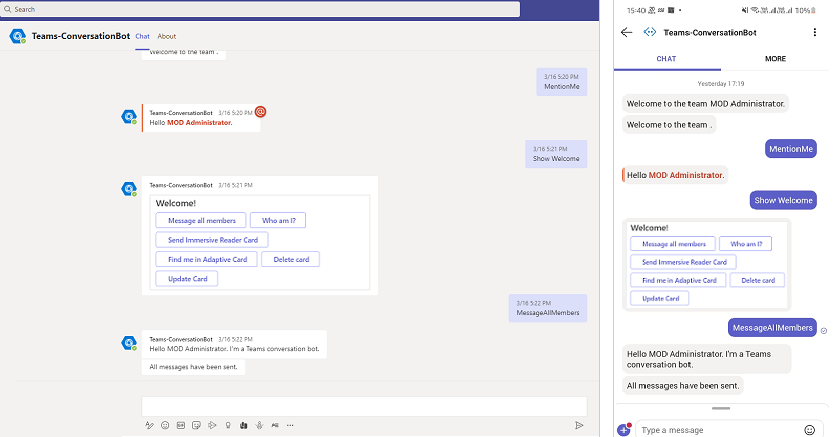 Search
Teams-ConversationBot Chat About
Welcome to the team .
3/16 5:20 PM
MentionMe
Teams-ConversationBot 3/16 5:20 PM
Hello MOD Administrator.
3/16 5:21 PM
Show Welcome
Teams-ConversationBot 3/16 5:21 PM
Welcome!
Message all members Who am I?
Send Immersive Reader Card
Find me in Adaptive Card Delete card
Update Card
3/16 5:22 PM
MessageAllMembers
Teams-ConversationBot 3/16 5:22 PM
Hello MOD Administrator. I'm a Teams conversation bot.
All messages have been sent.
15:40 10%
Teams-ConversationBot
CHAT MORE
Yesterday 17:19
Welcome to the team MOD Administrator.
Welcome to the team .
MentionMe
Hello MOD Administrator.
Show Welcome
Welcome!
Message all members Who am I?
Send Immersive Reader Card
Find me in Adaptive Card Delete card
Update Card
MessageAllMembers
Hello MOD Administrator. I'm a Teams
conversation bot.
All messages have been sent.
Type a message